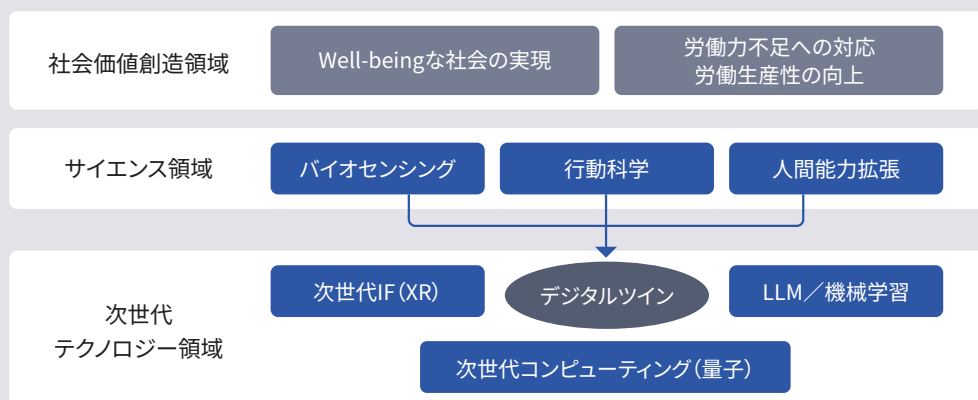 社会価値創造領域
Well-beingな社会の実現
労働力不足への対応
労働生産性の向上
サイエンス領域
バイオセンシング
行動科学
人間能力拡張
次世代
テクノロジー領域
次世代IF（XR）
デジタルツイン
LLM／機械学習
次世代コンピューティング（量子）